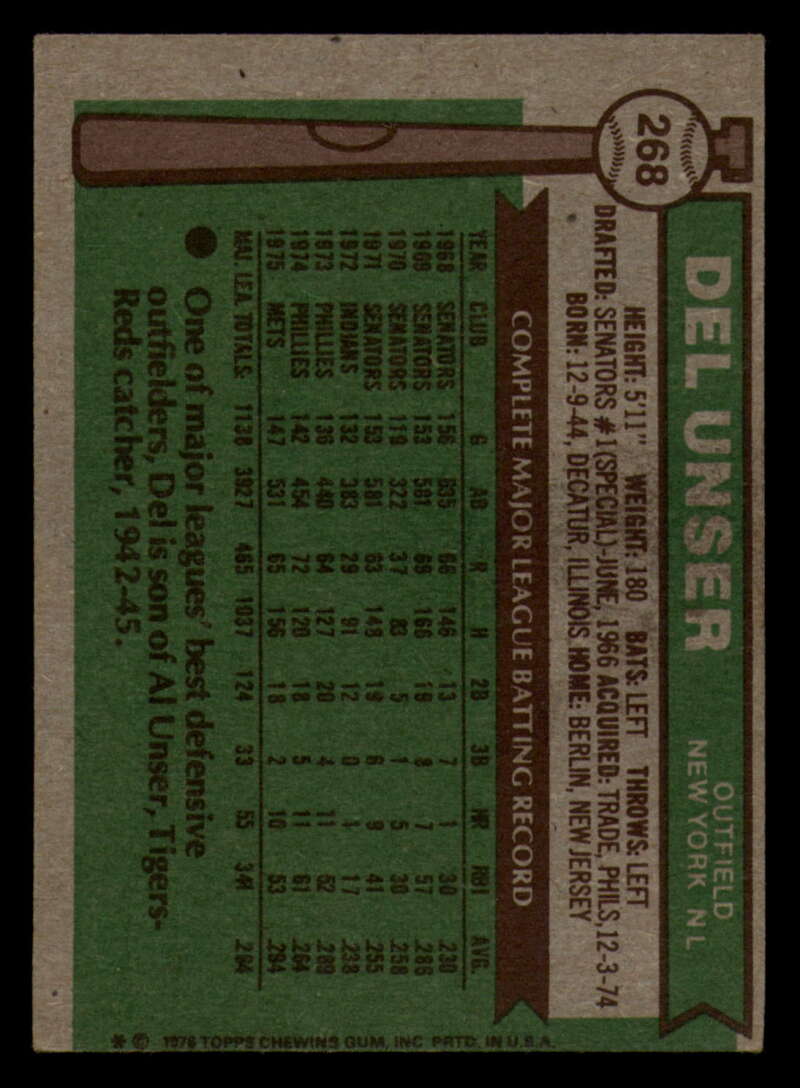 268
DEL UNSER
OUTFIELD
NEW YORK NL
HEIGHT: 5'11" WEIGHT: 180 BATS: LEFT THROWS: LEFT
DRAFTED: SENATORS #1(SPECIAL)-JUNE, 1966 ACQUIRED: TRADE, PHILS, 12-3-74
BORN: 12-9-44, DECATUR, ILLINOIS HOME: BERLIN, NEW JERSEY
COMPLETE MAJOR LEAGUE BATTING RECORD
YEAR CLUB G AB R H 2B 3B HR RBI AVG.
1968 SENATORS 156 635 66 146 13 7 1 30 .230
1969 SENATORS 153 581 69 166 19 8 7 57 .286
1970 SENATORS 119 322 37 83 5 1 5 30 .258
1971 SENATORS 153 581 63 148 19 6 9 41 .255
1972 INDIANS 132 383 29 91 12 0 1 17 .238
1973 PHILLIES 136 440 64 127 20 4 11 52 .289
1974 PHILLIES 142 454 72 120 18 5 11 61 .264
1975 METS 147 531 65 156 18 2 10 53 .294
MAJ. LEA. TOTALS: 1138 3927 465 1037 124 33 55 341 .264
● One of major leagues' best defensive
outfielders, Del is son of Al Unser, Tigers-
Reds catcher, 1942-45.
* © 1976 TOPPS CHEWING GUM, INC. PRTD. IN U.S.A.